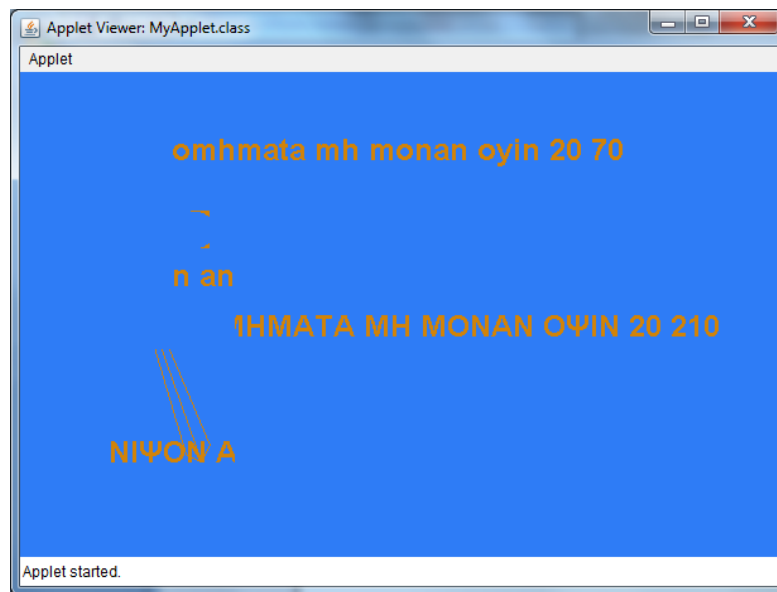 Applet Viewer: MyApplet.class
Applet
omhmata mh monan oyin 20 70
n an
ΜΗΜΑΤΑ ΜΗ ΜΟΝΑΝ ΟΨΙΝ 20 210
ΝΙΨΟΝ Α
Applet started.